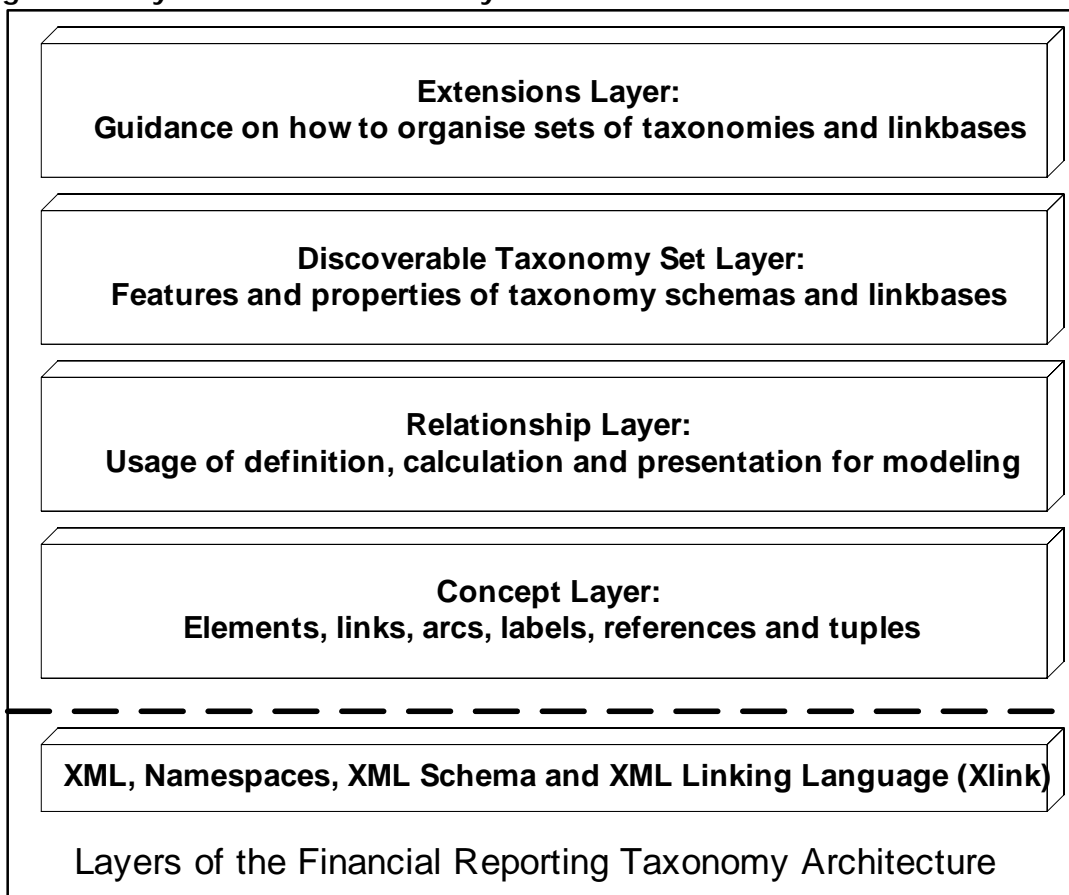 Extensions Layer:
Guidance on how to organise sets of taxonomies and linkbases
Discoverable Taxonomy Set Layer:
Features and properties of taxonomy schemas and linkbases
Relationship Layer:
Usage of definition, calculation and presentation for modeling
Concept Layer:
Elements, links, arcs, labels, references and tuples
XML, Namespaces, XML Schema and XML Linking Language (Xlink)
Layers of the Financial Reporting Taxonomy Architecture